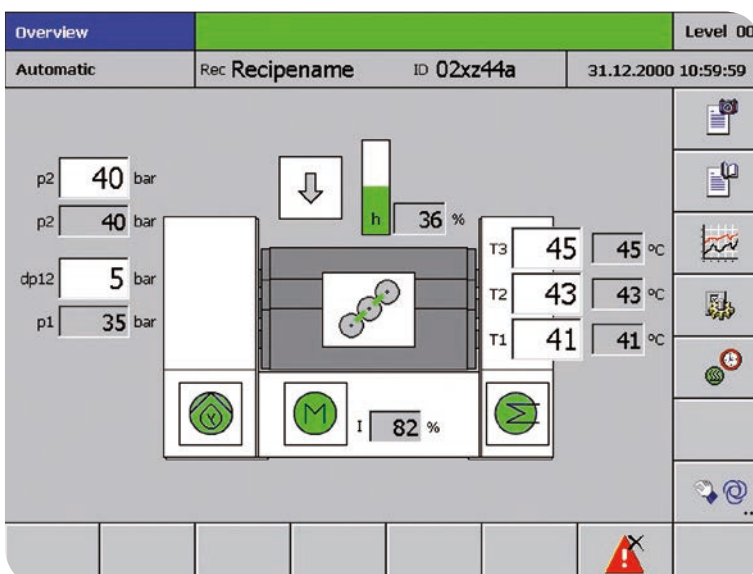 Overview Level 00
Automatic Rec Recipename ID 02xz44a 31.12.2000 10:59:59
p2 40 bar
p2 40 bar
dp12 5 bar
p1 35 bar
h 36 %
T3 45 45 °C
T2 43 43 °C
T1 41 41 °C
M I 82 %